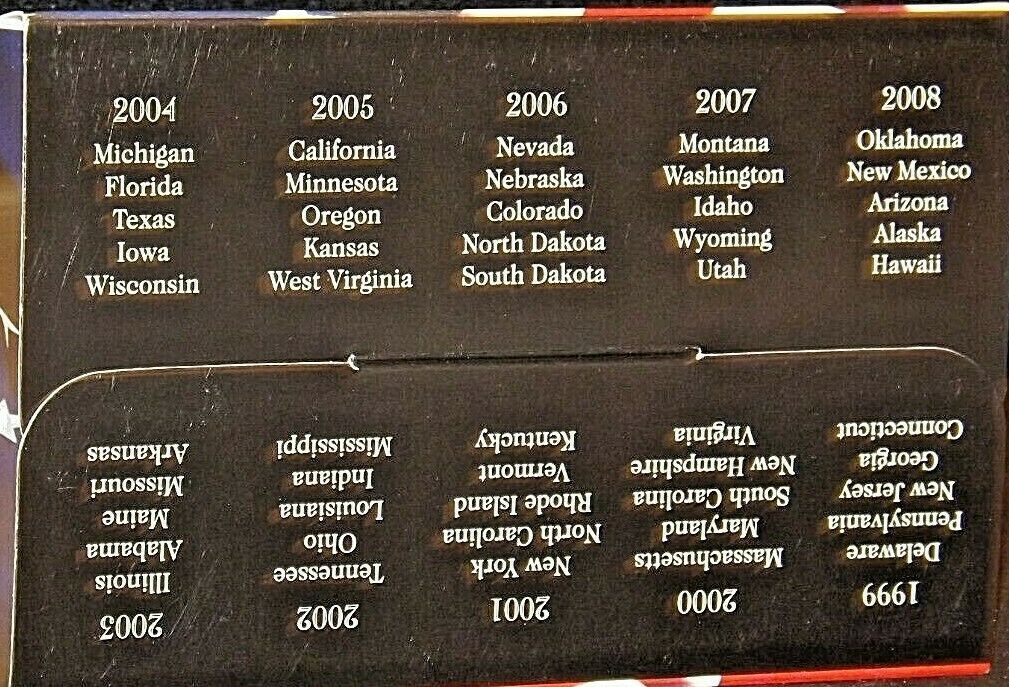 2004
Michigan
Florida
Texas
Iowa
Wisconsin
2005
California
Minnesota
Oregon
Kansas
West Virginia
2006
Nevada
Nebraska
Colorado
North Dakota
South Dakota
2007
Montana
Washington
Idaho
Wyoming
Utah
2008
Oklahoma
New Mexico
Arizona
Alaska
Hawaii
1999
Delaware
Pennsylvania
New Jersey
Georgia
Connecticut
2000
Massachusetts
Maryland
South Carolina
New Hampshire
Virginia
2001
New York
North Carolina
Rhode Island
Vermont
Kentucky
2002
Tennessee
Ohio
Louisiana
Indiana
Mississippi
2003
Illinois
Alabama
Maine
Missouri
Arkansas